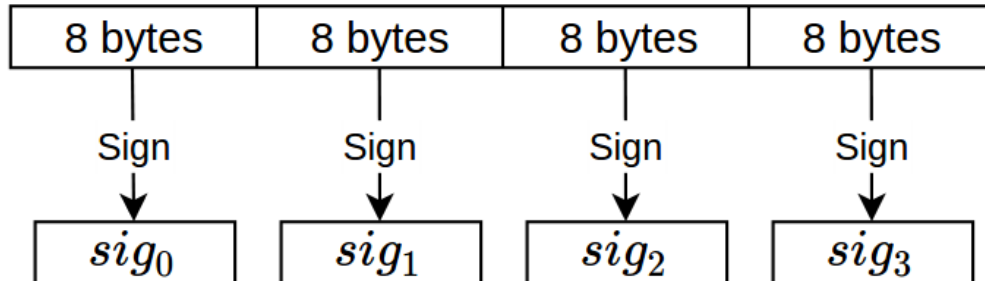 8 bytes 8 bytes 8 bytes 8 bytes
Sign Sign Sign Sign
sig₀ sig₁ sig₂ sig₃